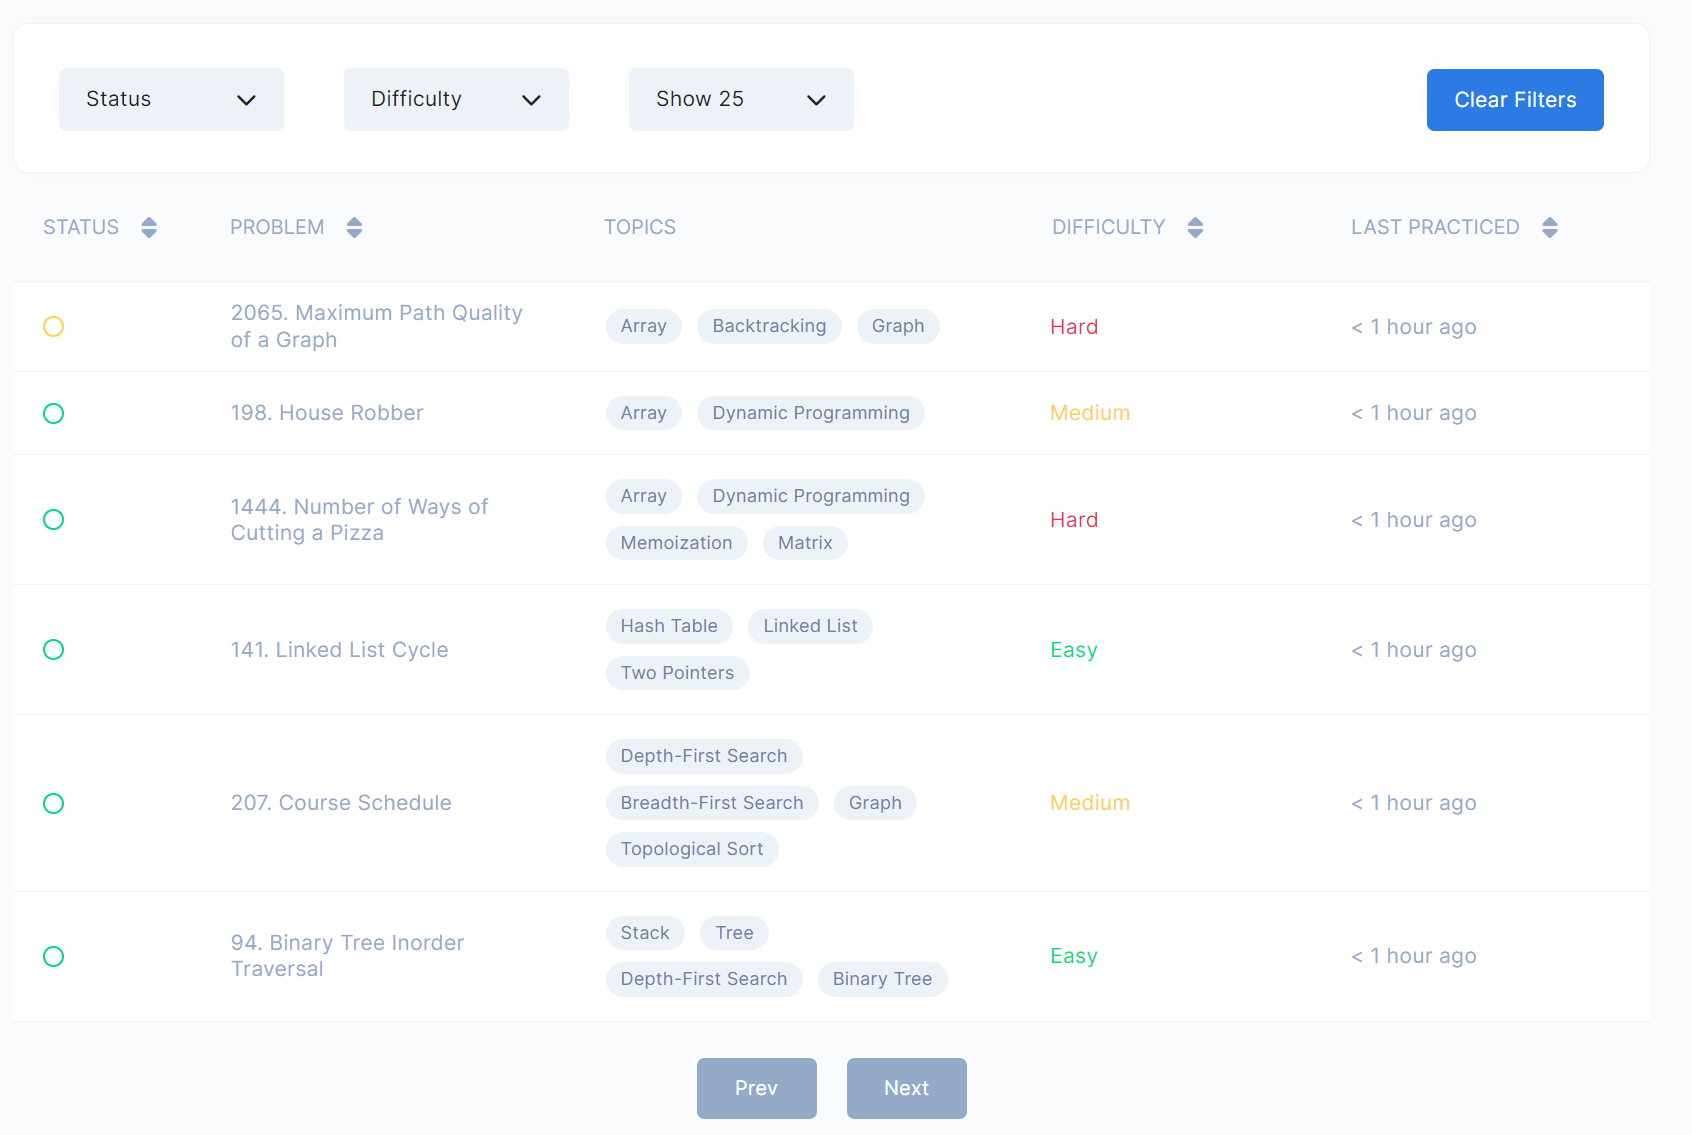 Status
Difficulty
Show 25
Clear Filters
STATUS
PROBLEM
TOPICS
DIFFICULTY
LAST PRACTICED
2065. Maximum Path Quality
of a Graph
Array
Backtracking
Graph
Hard
< 1 hour ago
198. House Robber
Array
Dynamic Programming
Medium
< 1 hour ago
1444. Number of Ways of
Cutting a Pizza
Array
Dynamic Programming
Memoization
Matrix
Hard
< 1 hour ago
141. Linked List Cycle
Hash Table
Linked List
Two Pointers
Easy
< 1 hour ago
207. Course Schedule
Depth-First Search
Breadth-First Search
Graph
Topological Sort
Medium
< 1 hour ago
94. Binary Tree Inorder
Traversal
Stack
Tree
Depth-First Search
Binary Tree
Easy
< 1 hour ago
Prev
Next